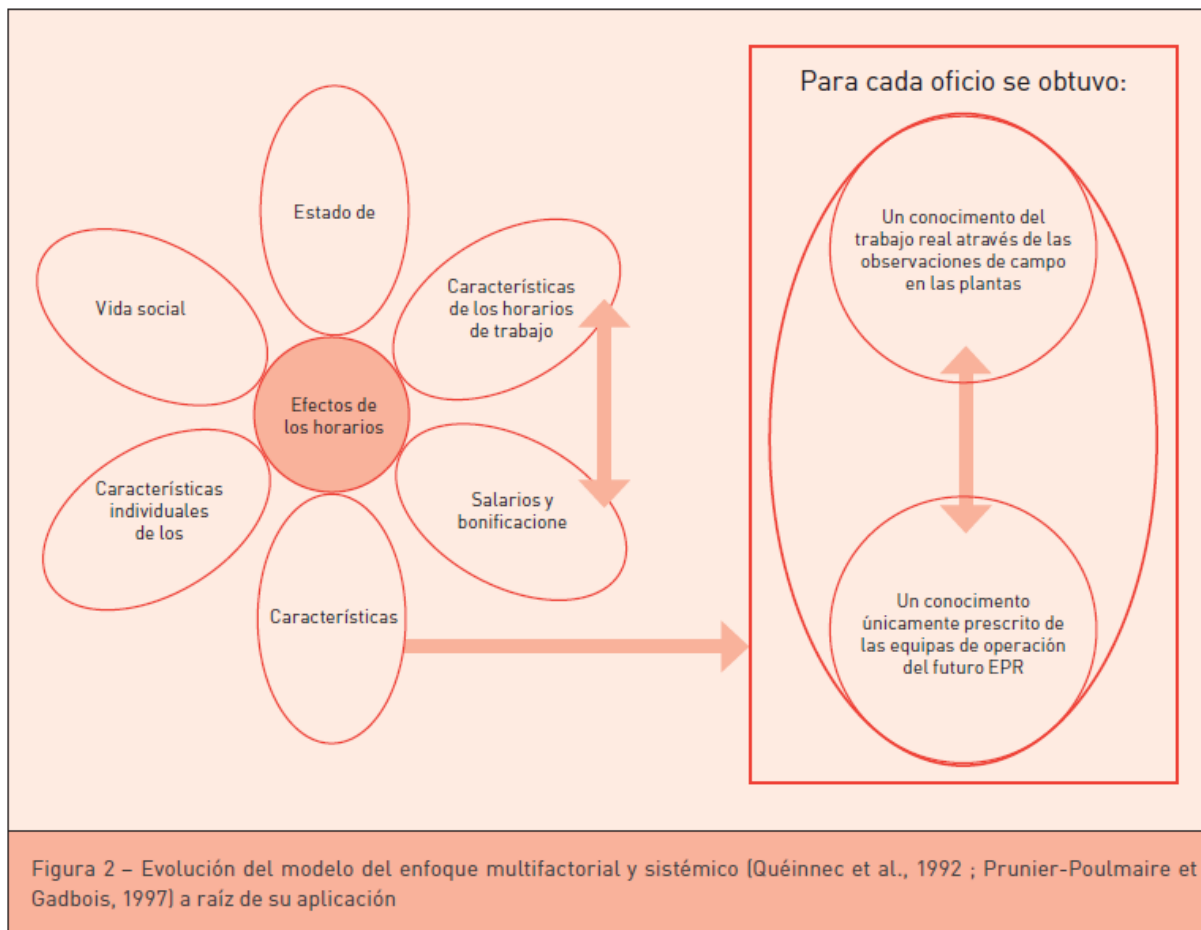 Para cada oficio se obtuvo:
Estado de
Características
de los horarios
de trabajo
Vida social
Efectos de
los horarios
Características
individuales
de los
Salarios y
bonificacione
Características
Un conocimento del
trabajo real através de las
observaciones de campo
en las plantas
Un conocimento
únicamente prescrito de
las equipas de operación
del futuro EPR
Figura 2 – Evolución del modelo del enfoque multifactorial y sistémico (Quéinnec et al., 1992 ; Prunier-Poulmaire et
Gadbois, 1997) a raíz de su aplicación